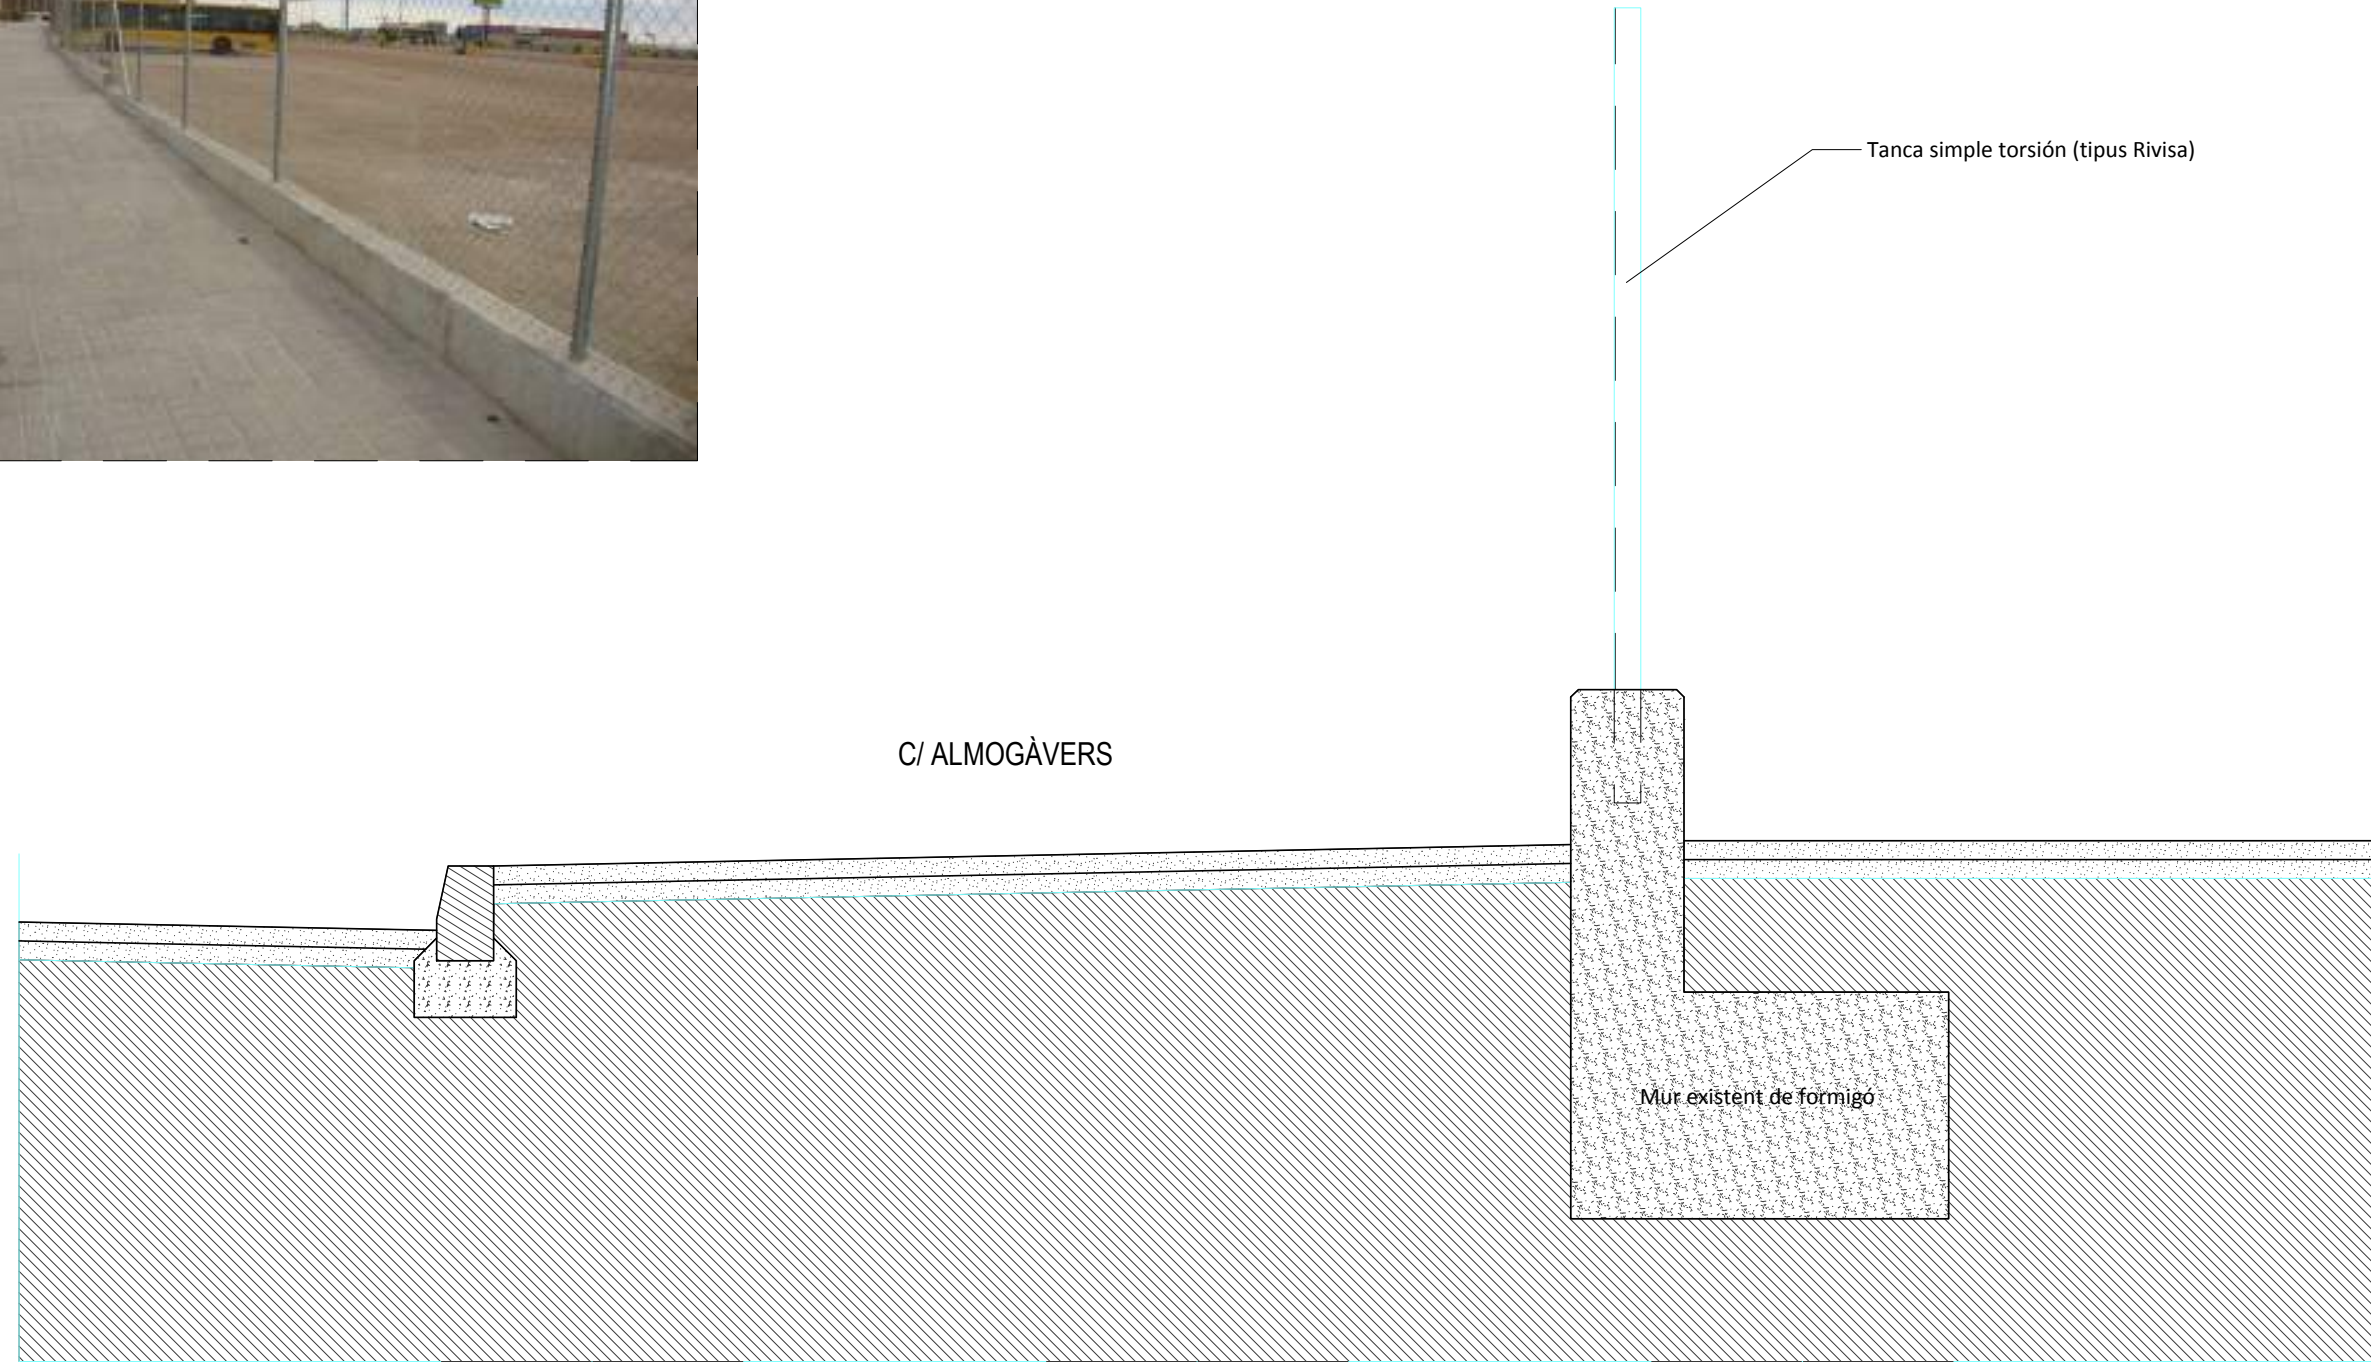 Tanca simple torsión (tipus Rivisa)
C/ ALMOGÀVERS
Mur existent de formigó